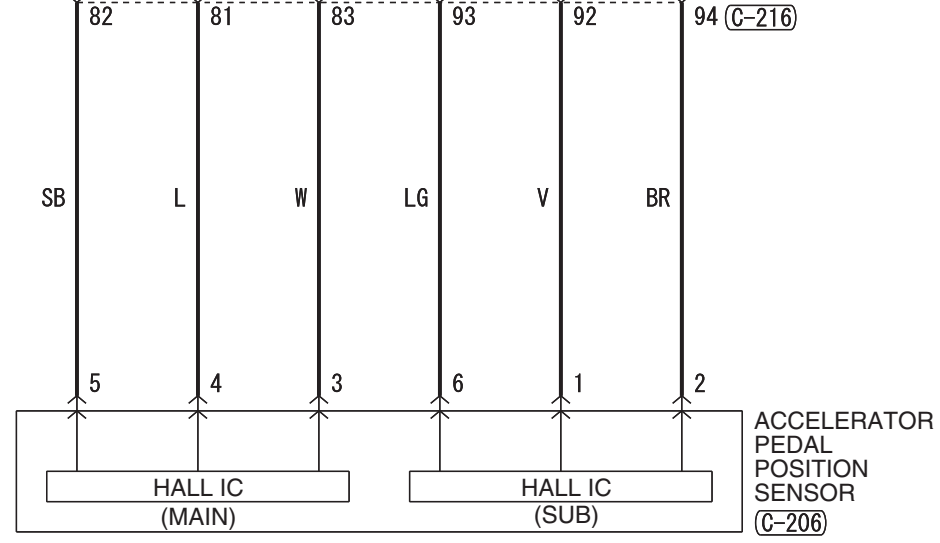 82 81 83 93 92 94 C-216
SB L W LG V BR
5 4 3 6 1 2
ACCELERATOR
PEDAL
POSITION
SENSOR
C-206
HALL IC
(MAIN)
HALL IC
(SUB)